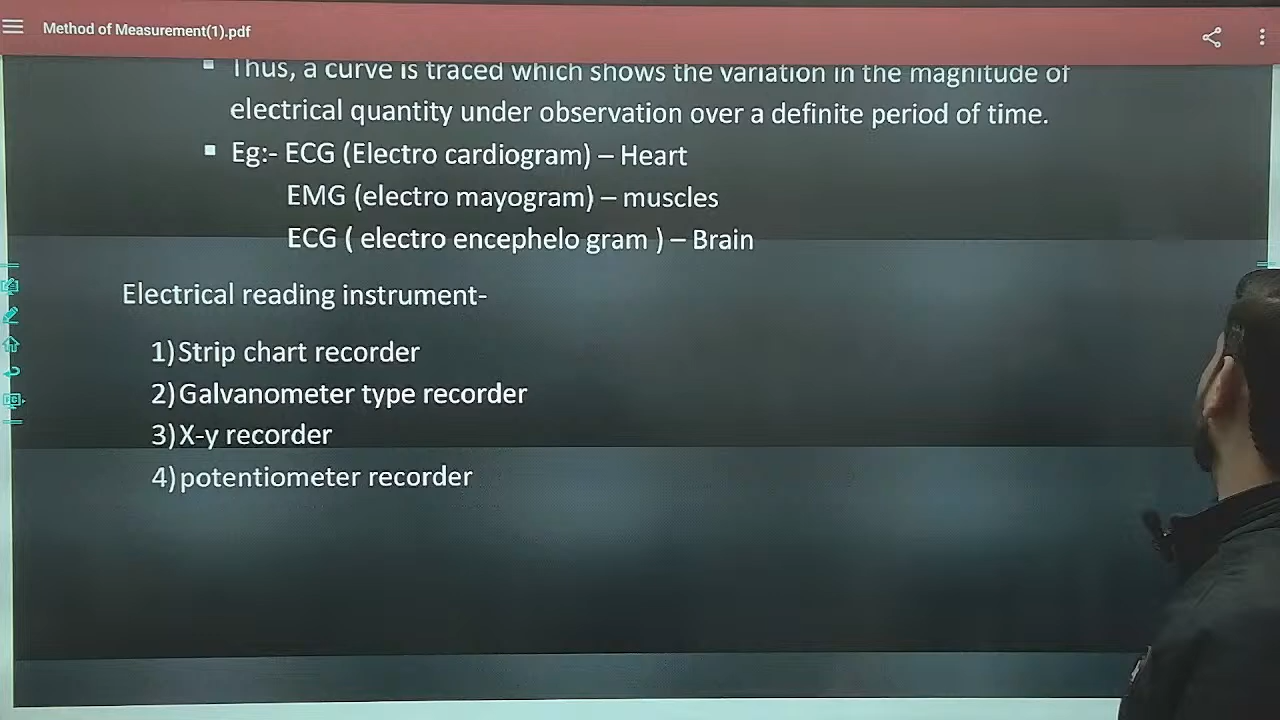 Method of Measurement(1).pdf
▪ Thus, a curve is traced which shows the variation in the magnitude of
electrical quantity under observation over a definite period of time.
▪ Eg:- ECG (Electro cardiogram) – Heart
EMG (electro mayogram) – muscles
ECG ( electro encephelo gram ) – Brain
Electrical reading instrument-
1)Strip chart recorder
2)Galvanometer type recorder
3)X-y recorder
4)potentiometer recorder